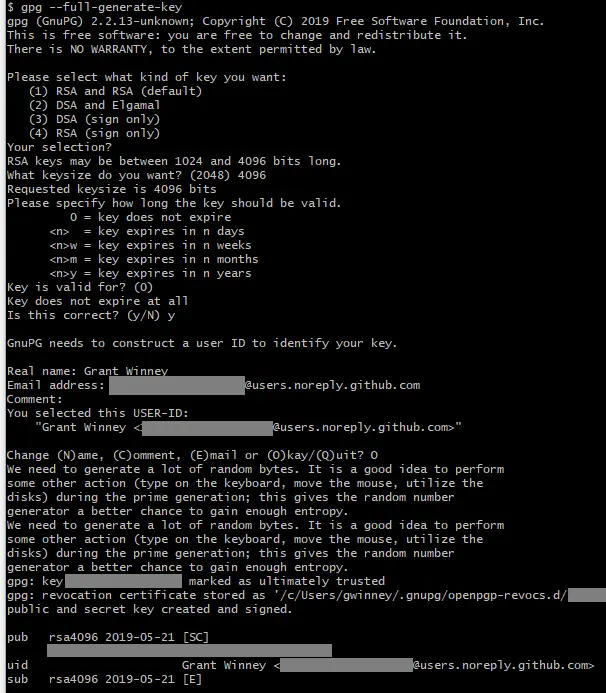 $ gpg --full-generate-key
gpg (GnuPG) 2.2.13-unknown; Copyright (C) 2019 Free Software Foundation, Inc.
This is free software: you are free to change and redistribute it.
There is NO WARRANTY, to the extent permitted by law.

Please select what kind of key you want:
   (1) RSA and RSA (default)
   (2) DSA and Elgamal
   (3) DSA (sign only)
   (4) RSA (sign only)
Your selection?
RSA keys may be between 1024 and 4096 bits long.
What keysize do you want? (2048) 4096
Requested keysize is 4096 bits
Please specify how long the key should be valid.
         0 = key does not expire
      <n>  = key expires in n days
      <n>w = key expires in n weeks
      <n>m = key expires in n months
      <n>y = key expires in n years
Key is valid for? (0)
Key does not expire at all
Is this correct? (y/N) y

GnuPG needs to construct a user ID to identify your key.

Real name: Grant Winney
Email address: @users.noreply.github.com
Comment:
You selected this USER-ID:
    "Grant Winney <@users.noreply.github.com>"

Change (N)ame, (C)omment, (E)mail or (O)kay/(Q)uit? O
We need to generate a lot of random bytes. It is a good idea to perform
some other action (type on the keyboard, move the mouse, utilize the
disks) during the prime generation; this gives the random number
generator a better chance to gain enough entropy.
We need to generate a lot of random bytes. It is a good idea to perform
some other action (type on the keyboard, move the mouse, utilize the
disks) during the prime generation; this gives the random number
generator a better chance to gain enough entropy.
gpg: key marked as ultimately trusted
gpg: revocation certificate stored as '/c/Users/gwinney/.gnupg/openpgp-revocs.d/
public and secret key created and signed.

pub   rsa4096 2019-05-21 [SC]
uid                      Grant Winney <@users.noreply.github.com>
sub   rsa4096 2019-05-21 [E]